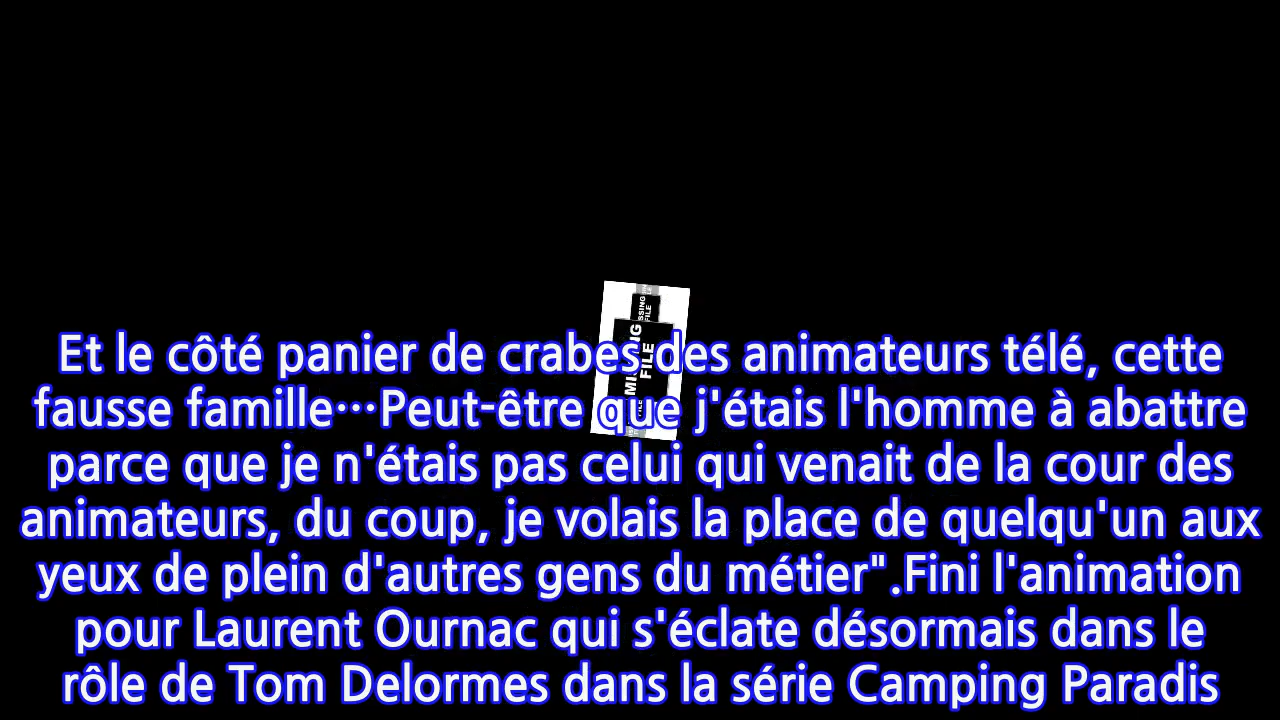 MISSING
FILE
Et le côté panier de crabes des animateurs télé, cette
fausse famille…Peut-être que j'étais l'homme à abattre
parce que je n'étais pas celui qui venait de la cour des
animateurs, du coup, je volais la place de quelqu'un aux
yeux de plein d'autres gens du métier".Fini l'animation
pour Laurent Ournac qui s'éclate désormais dans le
rôle de Tom Delormes dans la série Camping Paradis